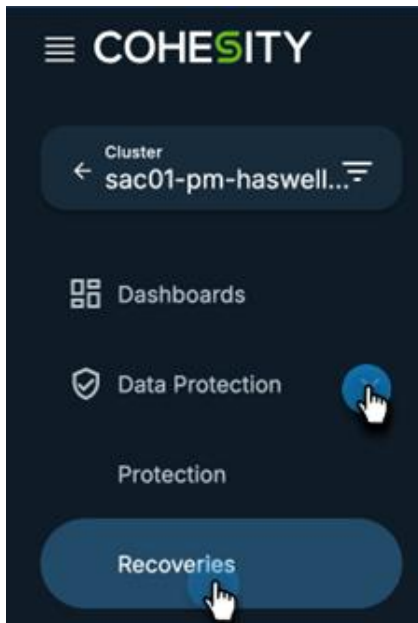 COHESITY
Cluster
sac01-pm-haswell...
Dashboards
Data Protection
Protection
Recoveries